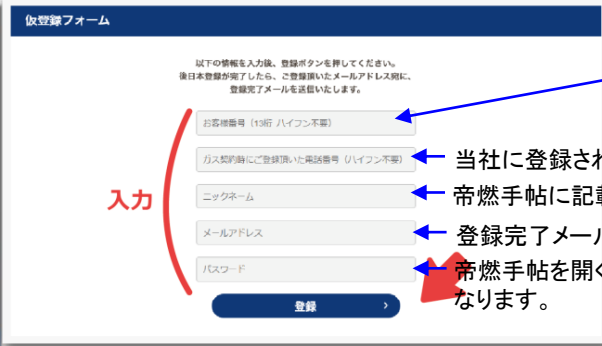 仮登録フォーム
以下の情報を入力後、登録ボタンを押してください。
後日本登録が完了したら、ご登録頂いたメールアドレス宛に、
登録完了メールを送信いたします。
お客様番号（13桁 ハイフン不要）
ガス契約時にご登録頂いた電話番号（ハイフン不要）
当社に登録され
ニックネーム
帝燃手帖に記載
入力
メールアドレス
登録完了メール
パスワード
帝燃手帖を開く
なります。
登録